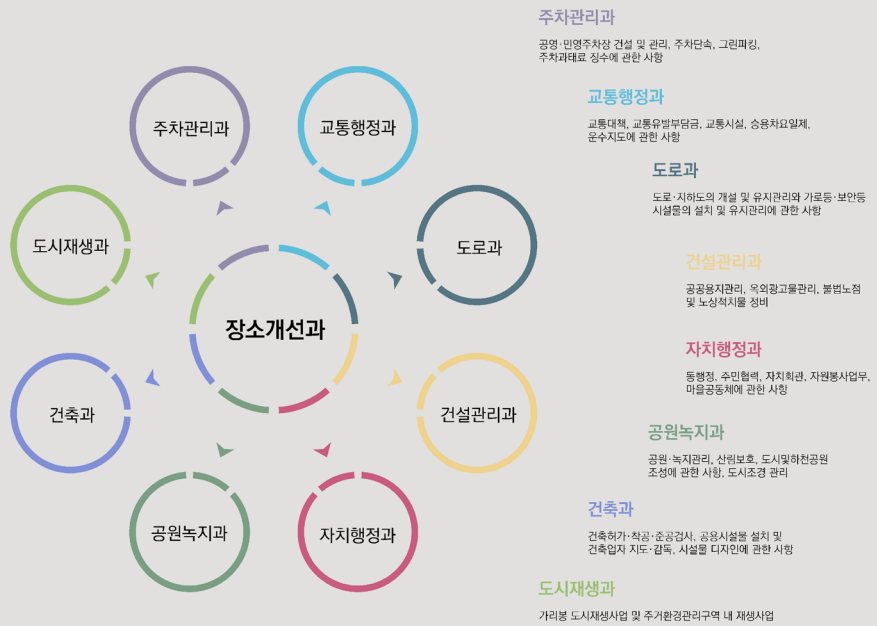 주차관리과
교통행정과
도로과
건설관리과
자치행정과
공원녹지과
건축과
도시재생과
장소개선과
주차관리과
공영·민영주차장 건설 및 관리, 주차단속, 그린파킹,
주차과태료 징수에 관한 사항
교통행정과
교통대책, 교통유발부담금, 교통시설, 승용차요일제,
운수지도에 관한 사항
도로과
도로·지하도의 개설 및 유지관리와 가로등·보안등
시설물의 설치 및 유지관리에 관한 사항
건설관리과
공공용지관리, 옥외광고물관리, 불법노점
및 노상적치물 정비
자치행정과
동행정, 주민협력, 자치회관, 자원봉사업무,
마을공동체에 관한 사항
공원녹지과
공원·녹지관리, 산림보호, 도시및하천공원
조성에 관한 사항, 도시조경 관리
건축과
건축허가·착공·준공검사, 공용시설물 설치 및
건축업자 지도·감독, 시설물 디자인에 관한 사항
도시재생과
가리봉 도시재생사업 및 주거환경관리구역 내 재생사업